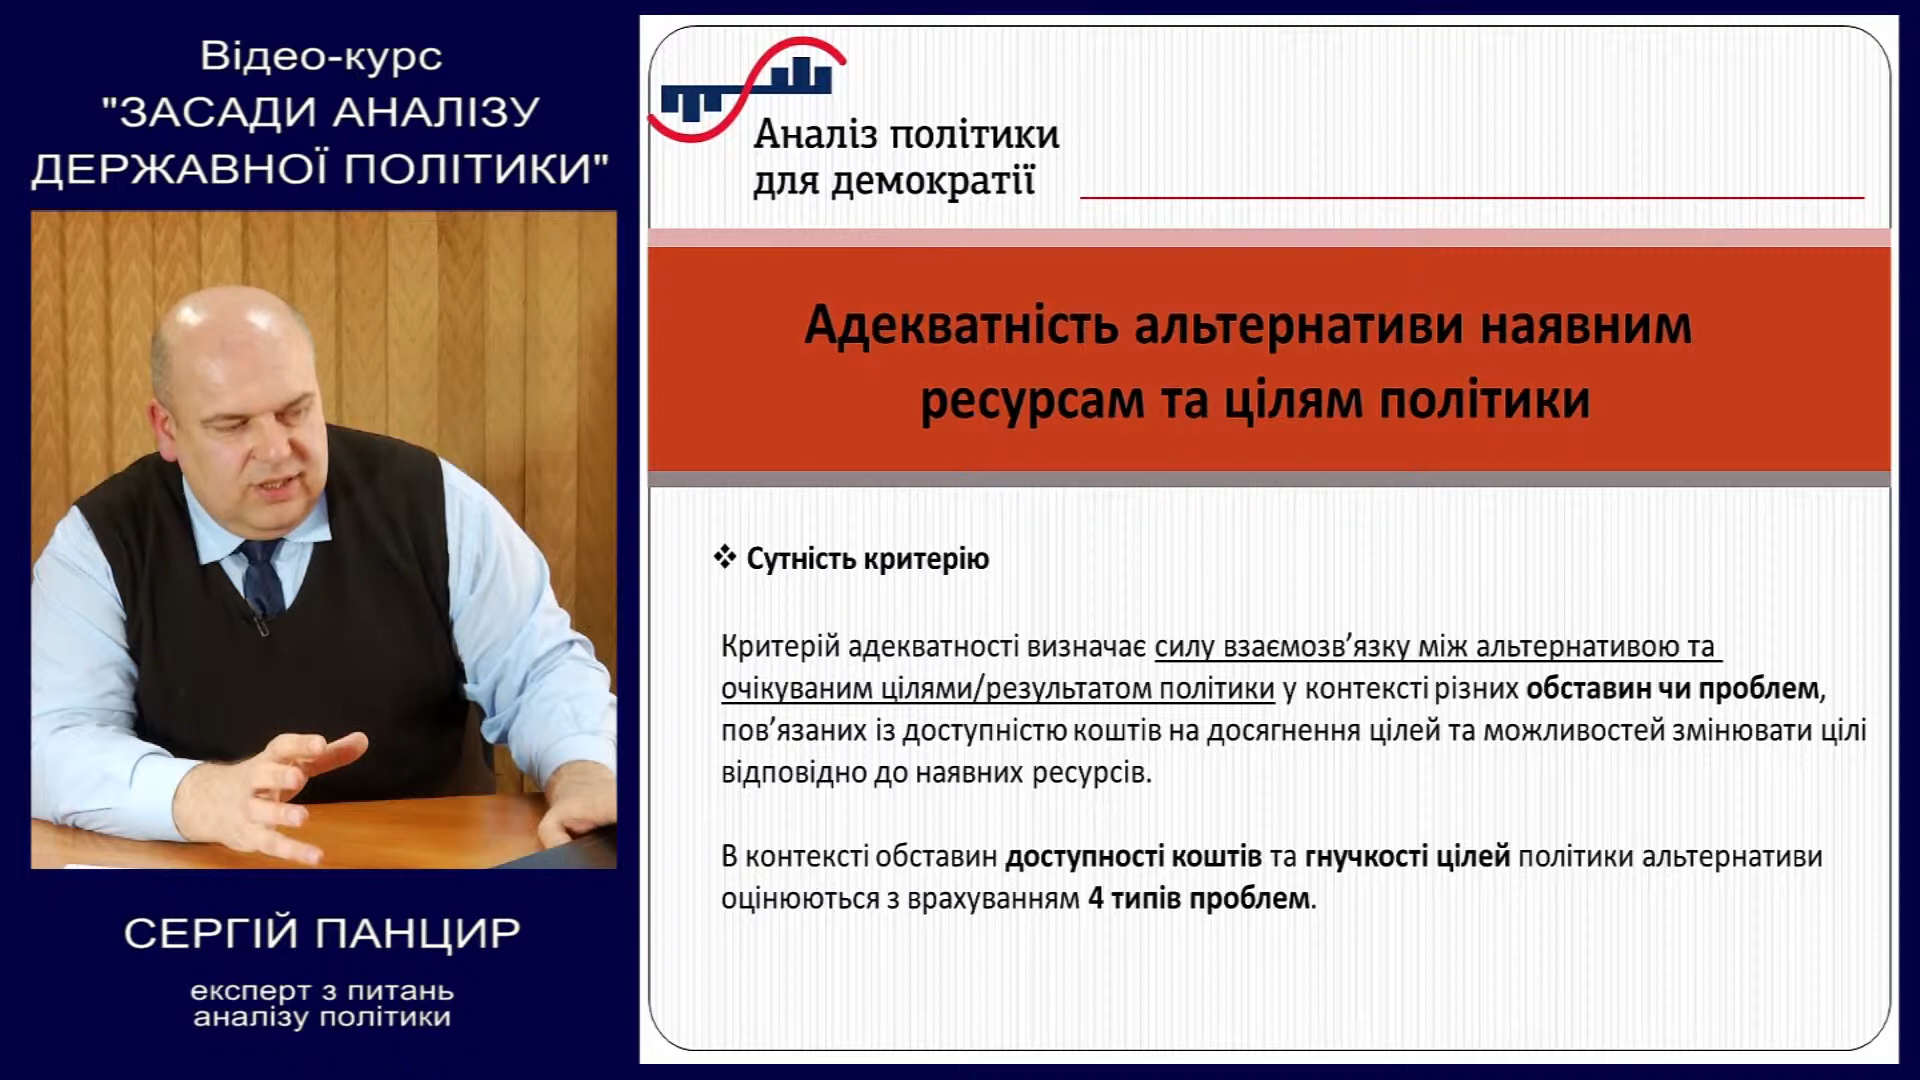 Відео-курс
"ЗАСАДИ АНАЛІЗУ
ДЕРЖАВНОЇ ПОЛІТИКИ"
СЕРГІЙ ПАНЦИР
експерт з питань
аналізу політики
Аналіз політики
для демократії
Адекватність альтернативи наявним
ресурсам та цілям політики
❖ Сутність критерію
Критерій адекватності визначає силу взаємозв’язку між альтернативою та
очікуваним цілями/результатом політики у контексті різних обставин чи проблем,
пов’язаних із доступністю коштів на досягнення цілей та можливостей змінювати цілі
відповідно до наявних ресурсів.
В контексті обставин доступності коштів та гнучкості цілей політики альтернативи
оцінюються з врахуванням 4 типів проблем.